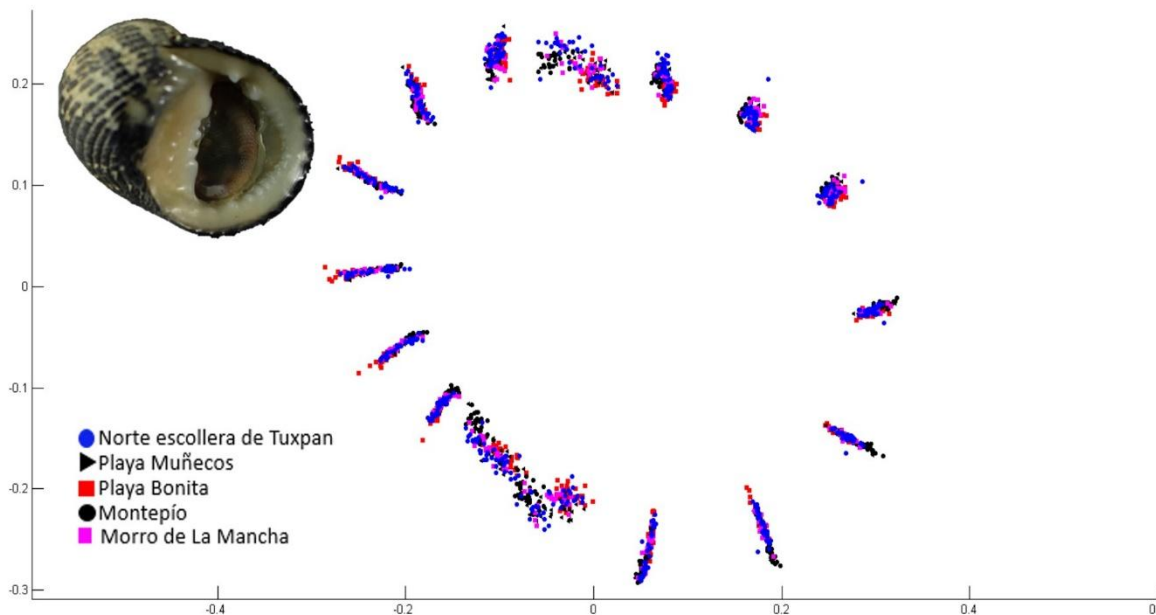 0.2
0.1
0
-0.1
-0.2
-0.3
Norte escollera de Tuxpan
Playa Muñecos
Playa Bonita
Montepío
Morro de La Mancha
-0.4
-0.2
0
0.2
0.4